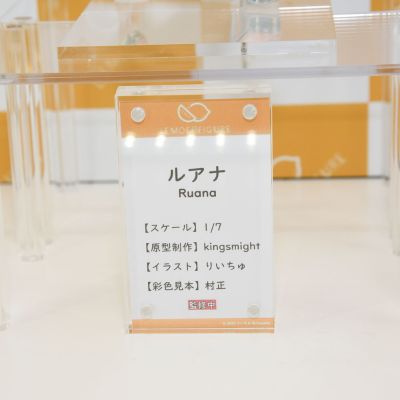 LEMORFIGURE
ルアナ
Ruana
【スケール】1/7
【原型制作】kingsmight
【イラスト】りいちゅ
【彩色見本】村正
監修中